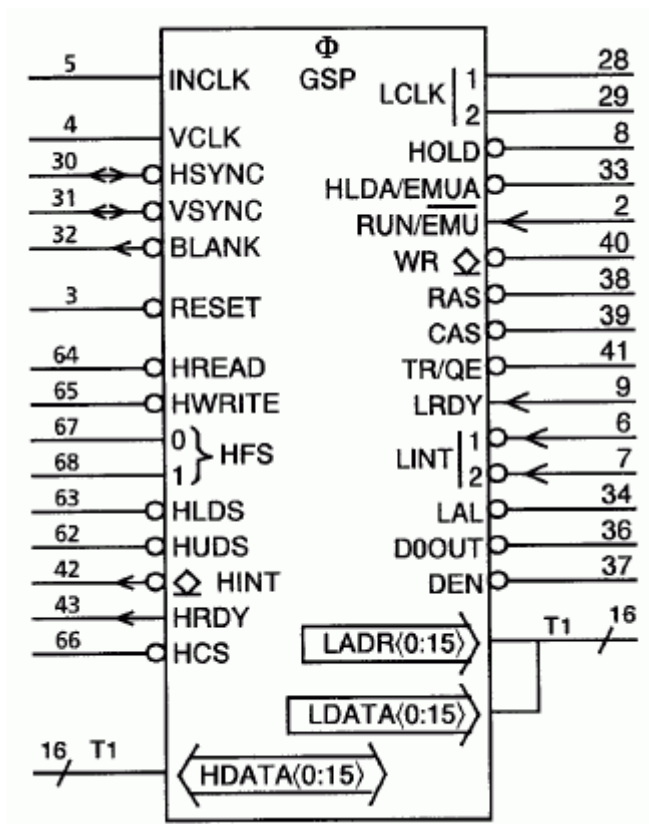 Φ
GSP
5 INCLK
4 VCLK
30 HSYNC
31 VSYNC
32 BLANK
3 RESET
64 HREAD
65 HWRITE
67 0
HFS
68 1
63 HLDS
62 HUDS
42 HINT
43 HRDY
66 HCS
16 T1 HDATA(0:15)
LCLK 1 28
2 29
HOLD 8
HLDA/EMUA 33
RUN/EMU 2
WR 40
RAS 38
CAS 39
TR/QE 41
LRDY 9
LINT 1 6
2 7
LAL 34
D0OUT 36
DEN 37
LADR(0:15) T1 16
LDATA(0:15)